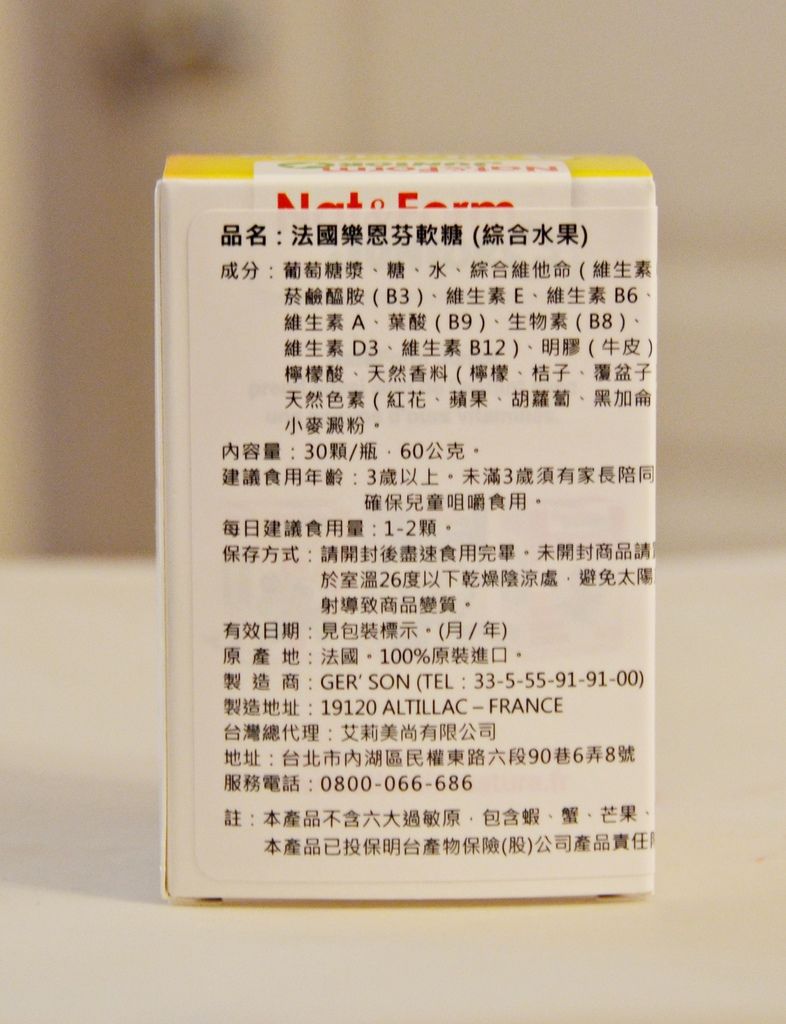 Nat&Form
Nat&Form
品名：法國樂恩芬軟糖 (綜合水果)
成分：葡萄糖漿、糖、水、綜合維他命（維生素
菸鹼醯胺（B3）、維生素 E、維生素 B6、
維生素 A、葉酸（B9）、生物素（B8）、
維生素 D3、維生素 B12）、明膠（牛皮）
檸檬酸、天然香料（檸檬、桔子、覆盆子
天然色素（紅花、蘋果、胡蘿蔔、黑加侖
小麥澱粉。
內容量：30顆/瓶．60公克。
建議食用年齡：3歲以上。未滿3歲須有家長陪同
確保兒童咀嚼食用。
每日建議食用量：1-2顆。
保存方式：請開封後盡速食用完畢。未開封商品請
於室溫26度以下乾燥陰涼處．避免太陽
射導致商品變質。
有效日期：見包裝標示。(月 / 年)
原 產 地：法國。100%原裝進口。
製 造 商：GER' SON (TEL：33-5-55-91-91-00)
製造地址：19120 ALTILLAC – FRANCE
台灣總代理：艾莉美尚有限公司
地址：台北市內湖區民權東路六段90巷6弄8號
服務電話：0800-066-686
註：本產品不含六大過敏原．包含蝦、蟹、芒果、
本產品已投保明台產物保險(股)公司產品責任